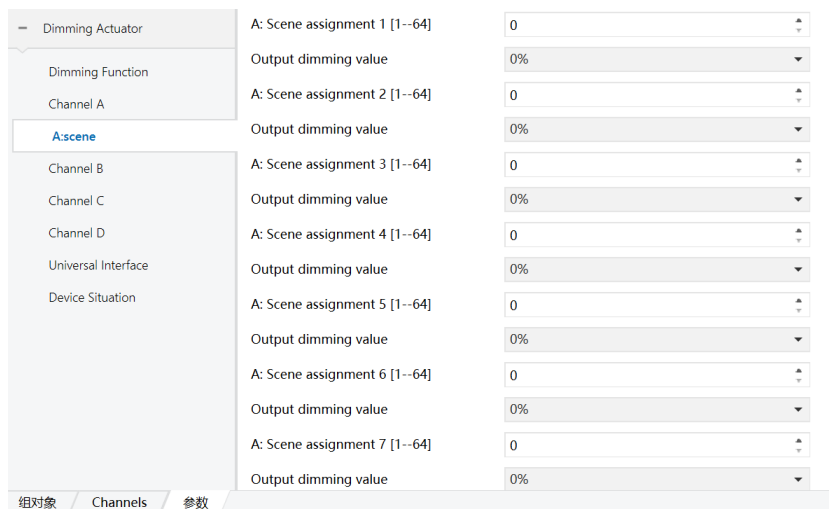 Dimming Actuator
Dimming Function
Channel A
A:scene
Channel B
Channel C
Channel D
Universal Interface
Device Situation
A: Scene assignment 1 [1--64] 0
Output dimming value 0%
A: Scene assignment 2 [1--64] 0
Output dimming value 0%
A: Scene assignment 3 [1--64] 0
Output dimming value 0%
A: Scene assignment 4 [1--64] 0
Output dimming value 0%
A: Scene assignment 5 [1--64] 0
Output dimming value 0%
A: Scene assignment 6 [1--64] 0
Output dimming value 0%
A: Scene assignment 7 [1--64] 0
Output dimming value 0%
组对象 Channels 参数